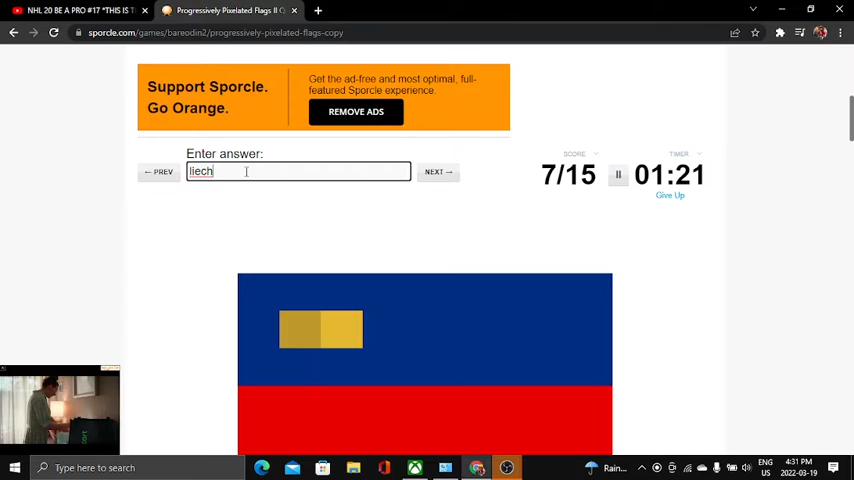 NHL 20 BE A PRO #17 *THIS IS T
Progressively Pixelated Flags II Q
sporcle.com/games/bareodin2/progressively-pixelated-flags-copy
Support Sporcle.
Go Orange.
Get the ad-free and most optimal, full-
featured Sporcle experience.
REMOVE ADS
Enter answer:
← PREV
liech
NEXT →
SCORE
7/15
TIMER
01:21
Give Up
Type here to search
Rain...
ENG
US
4:31 PM
2022-03-19